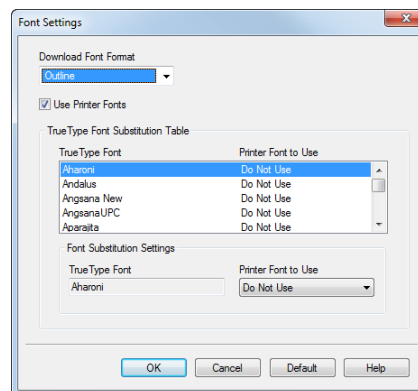 Font Settings
Download Font Format
Outline
Use Printer Fonts
TrueType Font Substitution Table
TrueType Font Printer Font to Use
Aharoni Do Not Use
Andalus Do Not Use
Angsana New Do Not Use
AngsanaUPC Do Not Use
Aparajita Do Not Use
Font Substitution Settings
TrueType Font Printer Font to Use
Aharoni Do Not Use
OK Cancel Default Help